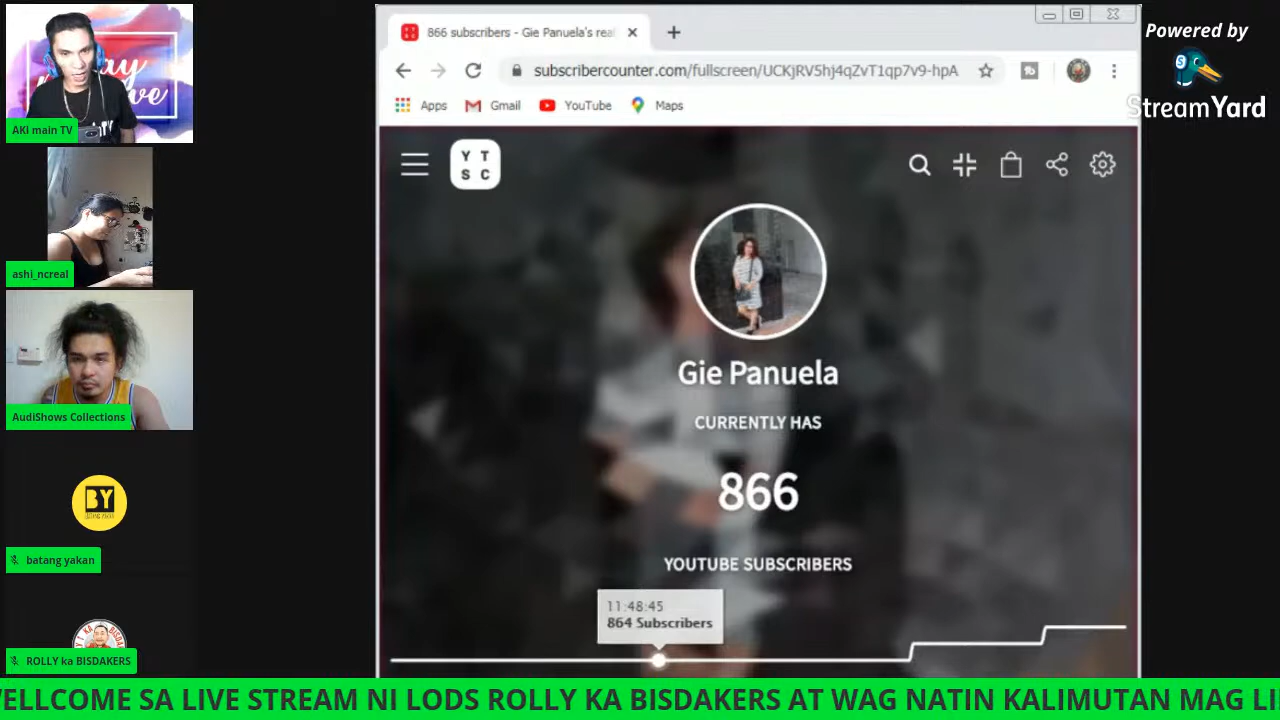 866 subscribers - Gie Panuela's rea
subscribercounter.com/fullscreen/UCKjRV5hj4qZvT1qp7v9-hpA
Apps
Gmail
YouTube
Maps
Powered by
StreamYard
Y T
S C
AKI main TV
ashi_ncreal
AudiShows Collections
BY
batang yakan
ROLLY ka BISDAKERS
Gie Panuela
CURRENTLY HAS
866
YOUTUBE SUBSCRIBERS
11:48:45
864 Subscribers
WELLCOME SA LIVE STREAM NI LODS ROLLY KA BISDAKERS AT WAG NATIN KALIMUTAN MAG LI